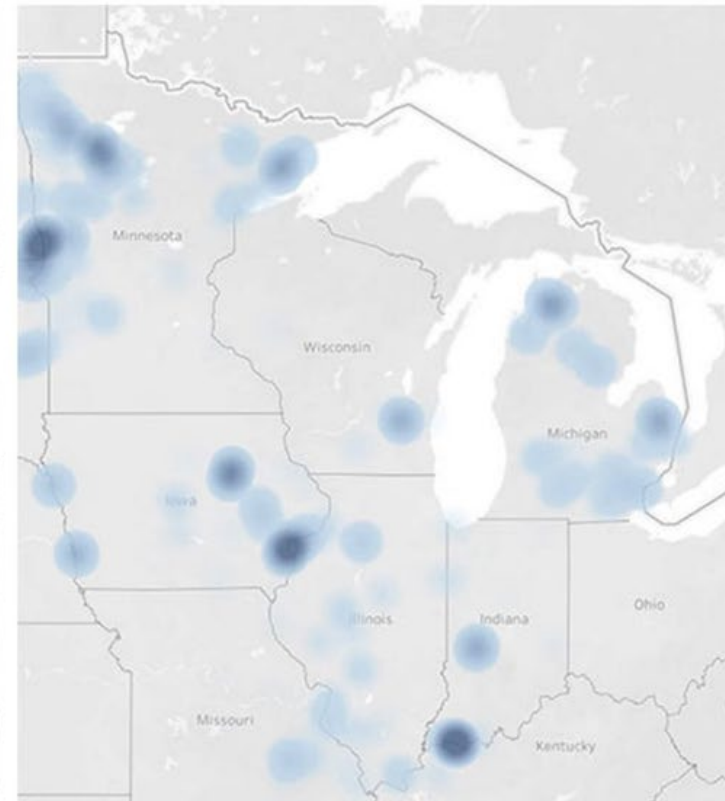 Minnesota
Wisconsin
Michigan
Iowa
Illinois
Indiana
Ohio
Missouri
Kentucky